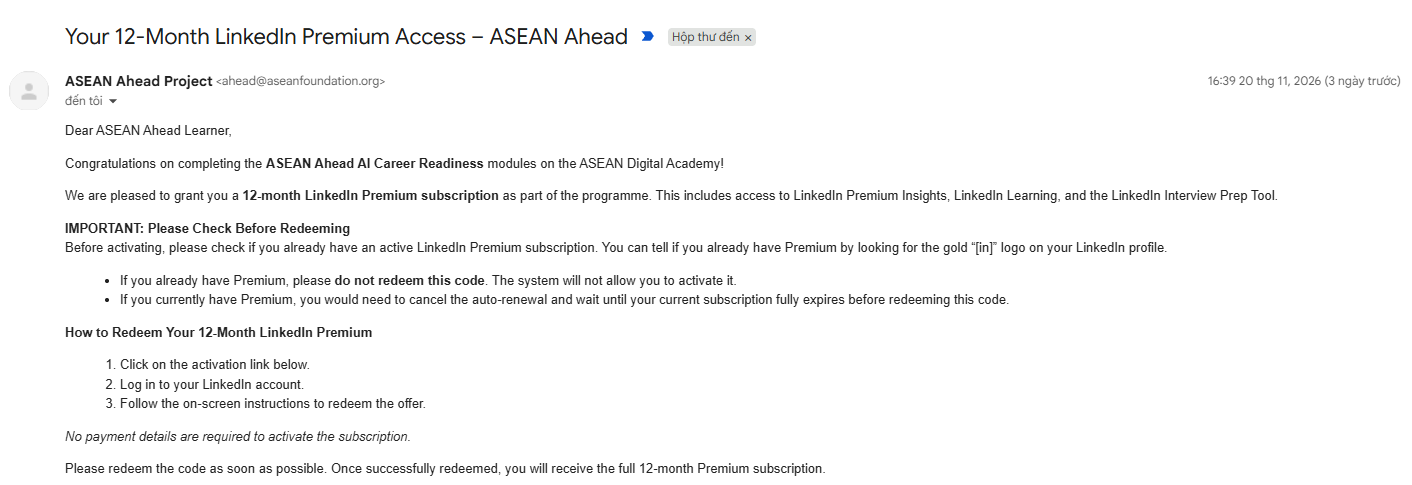 Your 12-Month LinkedIn Premium Access – ASEAN Ahead Hộp thư đến ×
ASEAN Ahead Project <ahead@aseanfoundation.org> 16:39 20 thg 11, 2026 (3 ngày trước)
đến tôi
Dear ASEAN Ahead Learner,
Congratulations on completing the ASEAN Ahead AI Career Readiness modules on the ASEAN Digital Academy!
We are pleased to grant you a 12-month LinkedIn Premium subscription as part of the programme. This includes access to LinkedIn Premium Insights, LinkedIn Learning, and the LinkedIn Interview Prep Tool.
IMPORTANT: Please Check Before Redeeming
Before activating, please check if you already have an active LinkedIn Premium subscription. You can tell if you already have Premium by looking for the gold “[in]” logo on your LinkedIn profile.
• If you already have Premium, please do not redeem this code. The system will not allow you to activate it.
• If you currently have Premium, you would need to cancel the auto-renewal and wait until your current subscription fully expires before redeeming this code.
How to Redeem Your 12-Month LinkedIn Premium
1. Click on the activation link below.
2. Log in to your LinkedIn account.
3. Follow the on-screen instructions to redeem the offer.
No payment details are required to activate the subscription.
Please redeem the code as soon as possible. Once successfully redeemed, you will receive the full 12-month Premium subscription.